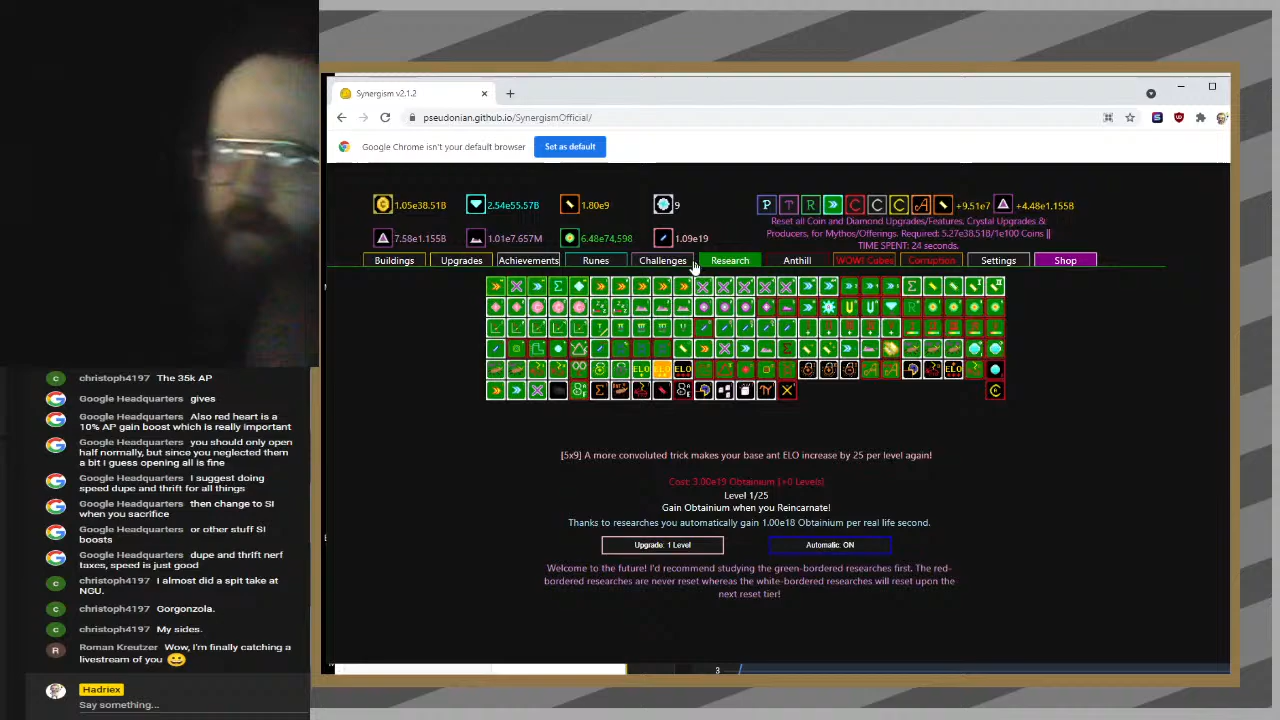 Synergism v2.1.2
pseudonian.github.io/SynergismOfficial/
Google Chrome isn't your default browser
Set as default
1.05e38.51B
2.54e55.57B
1.80e9
9
P T R C C C A +9.51e7 +4.48e1.155B
Reset all Coin and Diamond Upgrades/Features, Crystal Upgrades &
Producers, for Mythos/Offerings. Required: 5.27e38.51B/1e100 Coins ||
TIME SPENT: 24 seconds.
7.58e1.155B
1.01e7.657M
6.48e74,598
1.09e19
Buildings
Upgrades
Achievements
Runes
Challenges
Research
Anthill
WOW! Cubes
Corruption
Settings
Shop
ELO
[5x9] A more convoluted trick makes your base ant ELO increase by 25 per level again!
Cost: 3.00e19 Obtainium [+0 Level(s)]
Level 1/25
Gain Obtainium when you Reincarnate!
Thanks to researches you automatically gain 1.00e18 Obtainium per real life second.
Upgrade: 1 Level
Automatic: ON
Welcome to the future! I'd recommend studying the green-bordered researches first. The red-
bordered researches are never reset whereas the white-bordered researches will reset upon the
next reset tier!
3
christoph4197 The 35k AP
Google Headquarters gives
Google Headquarters Also red heart is a
10% AP gain boost which is really important
Google Headquarters you should only open
half normally, but since you neglected them
a bit I guess opening all is fine
Google Headquarters I suggest doing
speed dupe and thrift for all things
Google Headquarters then change to SI
when you sacrifice
Google Headquarters or other stuff SI
boosts
Google Headquarters dupe and thrift nerf
taxes, speed is just good
christoph4197 I almost did a spit take at
NGU.
christoph4197 Gorgonzola.
christoph4197 My sides.
Roman Kreutzer Wow, I'm finally catching a
livestream of you
Hadriex
Say something...